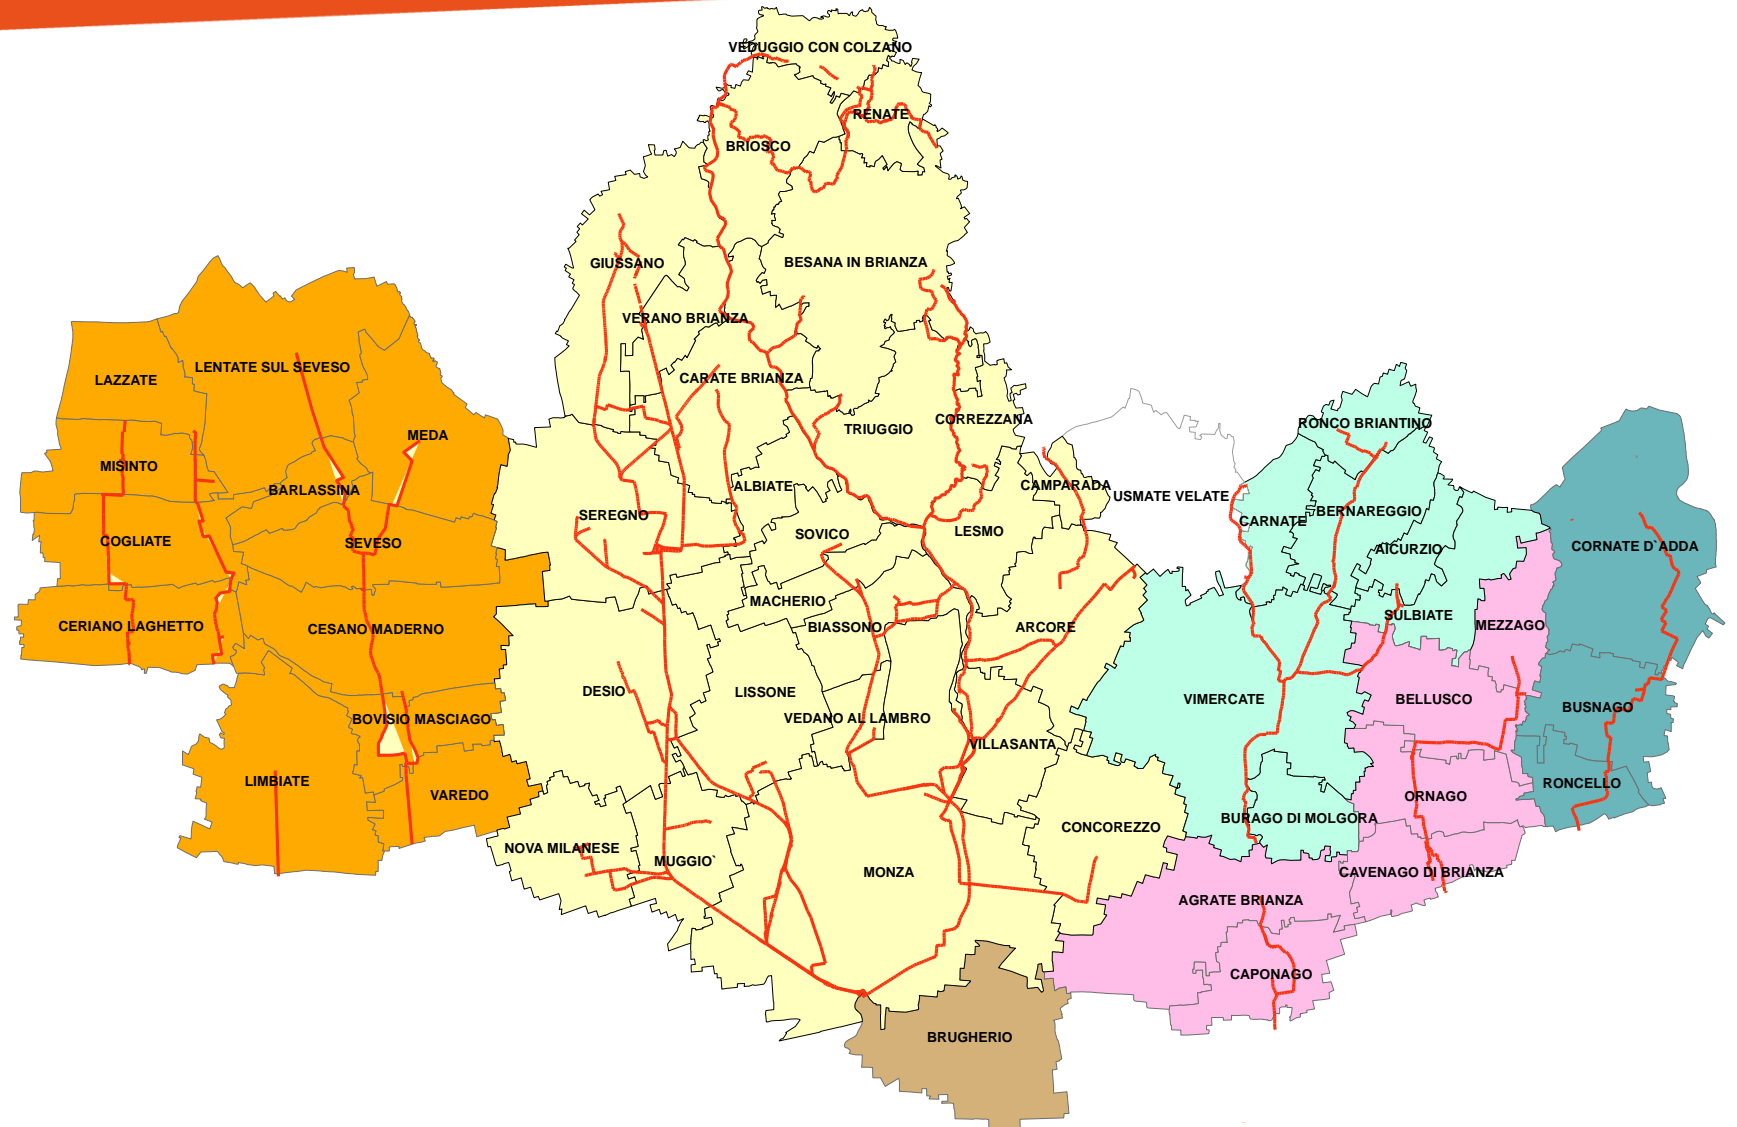 VEDUGGIO CON COLZANO
RENATE
BRIOSCO
GIUSSANO
BESANA IN BRIANZA
VERANO BRIANZA
LENTATE SUL SEVESO
LAZZATE
CARATE BRIANZA
CORREZZANA
TRIUGGIO
RONCO BRIANTINO
MEDA
MISINTO
BARLASSINA
ALBIATE
CAMPARADA
USMATE VELATE
SEREGNO
BERNAREGGIO
CARNATE
SOVICO
LESMO
COGLIATE
SEVESO
AICURZIO
CORNATE D`ADDA
MACHERIO
SULBIATE
CERIANO LAGHETTO
CESANO MADERNO
BIASSONO
ARCORE
MEZZAGO
DESIO
LISSONE
VIMERCATE
BELLUSCO
BUSNAGO
BOVISIO MASCIAGO
VEDANO AL LAMBRO
VILLASANTA
LIMBIATE
VAREDO
RONCELLO
ORNAGO
BURAGO DI MOLGORA
CONCOREZZO
NOVA MILANESE
MUGGIO`
MONZA
CAVENAGO DI BRIANZA
AGRATE BRIANZA
CAPONAGO
BRUGHERIO